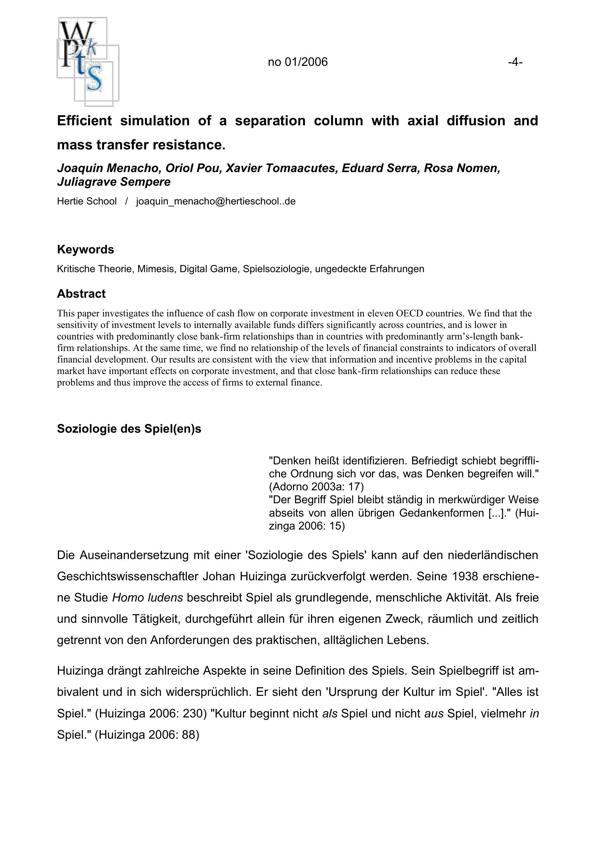 W
Pkts
no 01/2006 -4-
Efficient simulation of a separation column with axial diffusion and
mass transfer resistance.
Joaquin Menacho, Oriol Pou, Xavier Tomaacutes, Eduard Serra, Rosa Nomen,
Juliagrave Sempere
Hertie School / joaquin_menacho@hertieschool..de
Keywords
Kritische Theorie, Mimesis, Digital Game, Spielsoziologie, ungedeckte Erfahrungen
Abstract
This paper investigates the influence of cash flow on corporate investment in eleven OECD countries. We find that the
sensitivity of investment levels to internally available funds differs significantly across countries, and is lower in
countries with predominantly close bank-firm relationships than in countries with predominantly arm's-length bank-
firm relationships. At the same time, we find no relationship of the levels of financial constraints to indicators of overall
financial development. Our results are consistent with the view that information and incentive problems in the capital
market have important effects on corporate investment, and that close bank-firm relationships can reduce these
problems and thus improve the access of firms to external finance.
Soziologie des Spiel(en)s
"Denken heißt identifizieren. Befriedigt schiebt begriffli-
che Ordnung sich vor das, was Denken begreifen will."
(Adorno 2003a: 17)
"Der Begriff Spiel bleibt ständig in merkwürdiger Weise
abseits von allen übrigen Gedankenformen [...]." (Hui-
zinga 2006: 15)
Die Auseinandersetzung mit einer 'Soziologie des Spiels' kann auf den niederländischen
Geschichtswissenschaftler Johan Huizinga zurückverfolgt werden. Seine 1938 erschiene-
ne Studie Homo ludens beschreibt Spiel als grundlegende, menschliche Aktivität. Als freie
und sinnvolle Tätigkeit, durchgeführt allein für ihren eigenen Zweck, räumlich und zeitlich
getrennt von den Anforderungen des praktischen, alltäglichen Lebens.
Huizinga drängt zahlreiche Aspekte in seine Definition des Spiels. Sein Spielbegriff ist am-
bivalent und in sich widersprüchlich. Er sieht den 'Ursprung der Kultur im Spiel'. "Alles ist
Spiel." (Huizinga 2006: 230) "Kultur beginnt nicht als Spiel und nicht aus Spiel, vielmehr in
Spiel." (Huizinga 2006: 88)